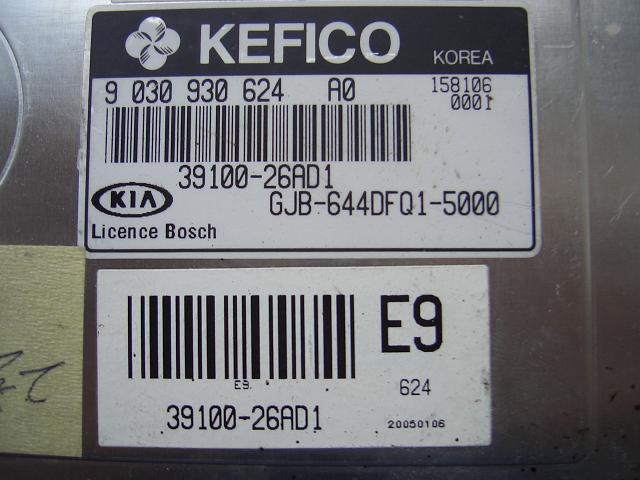 KEFICO KOREA
9 030 930 624 A0 158106
0001
39100-26AD1
KIA GJB-644DFQ1-5000
Licence Bosch
E9
E9.
624
39100-26AD1 20050106